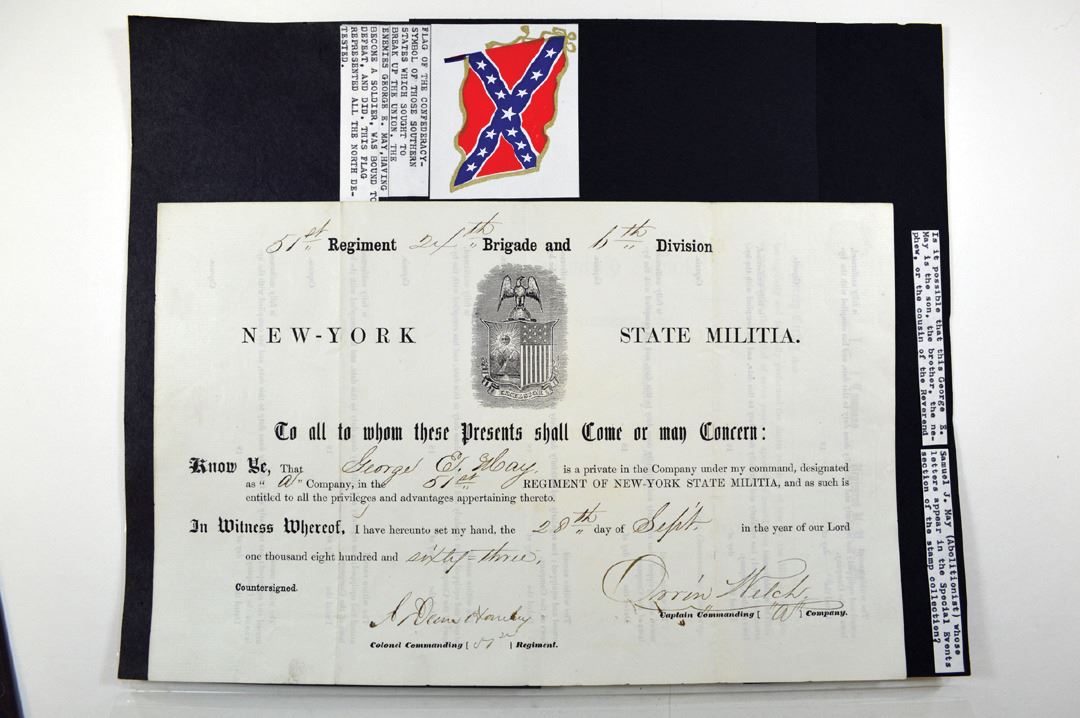 FLAG OF THE CONFEDERACY-
SYMBOL OF THOSE SOUTHERN
STATES WHICH SOUGHT TO
BREAK UP THE UNION. THE
ENEMIES GEORGE E. MAY, HAVING
BECOME A SOLDIER, WAS BOUND TO
DEFEAT, AND DID. THIS FLAG
REPRESENTED ALL THE NORTH DE-
TESTED.
51st Regiment 24th Brigade and 6th Division
NEW-YORK STATE MILITIA.
EXCELSIOR
To all to whom these Presents shall Come or may Concern:
Know Ye, That George E. May, is a private in the Company under my command, designated
as "A" Company, in the 51st REGIMENT OF NEW-YORK STATE MILITIA, and as such is
entitled to all the privileges and advantages appertaining thereto.
In Witness Whereof, I have hereunto set my hand, the 28th day of Sept. in the year of our Lord
one thousand eight hundred and sixty-three.
Countersigned.
Orrin Welch,
Captain Commanding [ "A" ] Company.
Colonel Commanding [ 51st ] Regiment.
Is it possible that this George E.
May is the son, the brother, the ne-
phew, or the cousin of the Reverend
Samuel J. May (Abolitionist) whose
letters appear in the Special Events
section of the stamp collection?